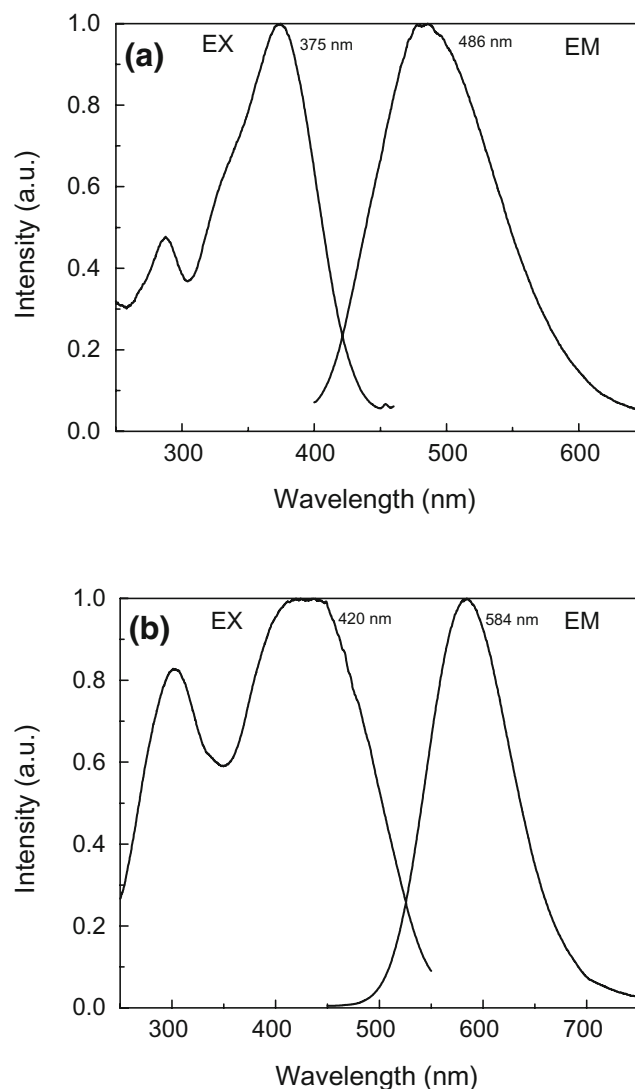 (a) EX 375 nm 486 nm EM
1.0
0.8
0.6
0.4
0.2
0.0
Intensity (a.u.)
300 400 500 600
Wavelength (nm)
(b) EX 420 nm 584 nm EM
1.0
0.8
0.6
0.4
0.2
0.0
Intensity (a.u.)
300 400 500 600 700
Wavelength (nm)